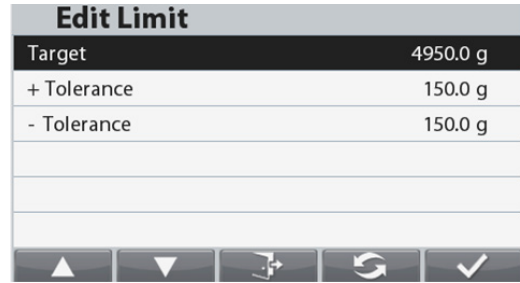 Edit Limit
Target 4950.0 g
+ Tolerance 150.0 g
- Tolerance 150.0 g